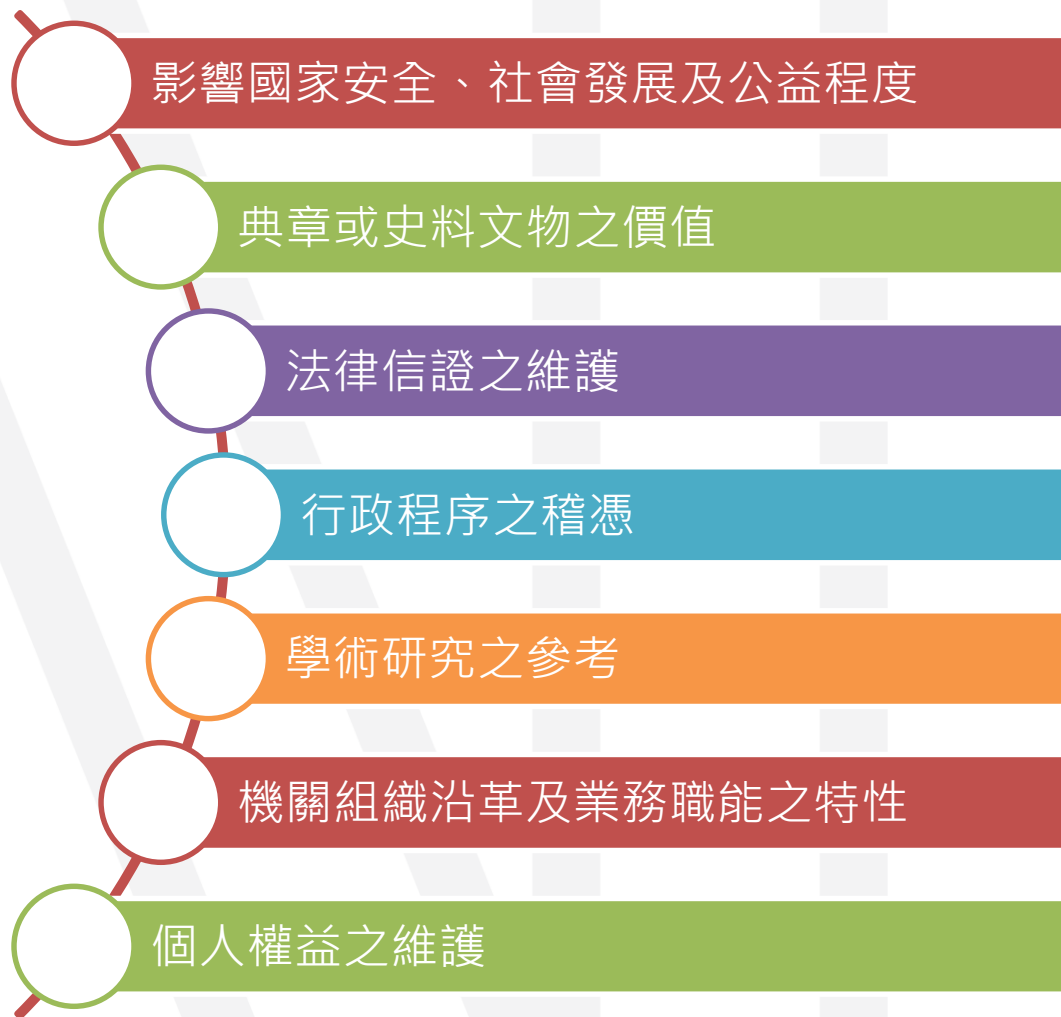 影響國家安全、社會發展及公益程度
典章或史料文物之價值
法律信證之維護
行政程序之稽憑
學術研究之參考
機關組織沿革及業務職能之特性
個人權益之維護